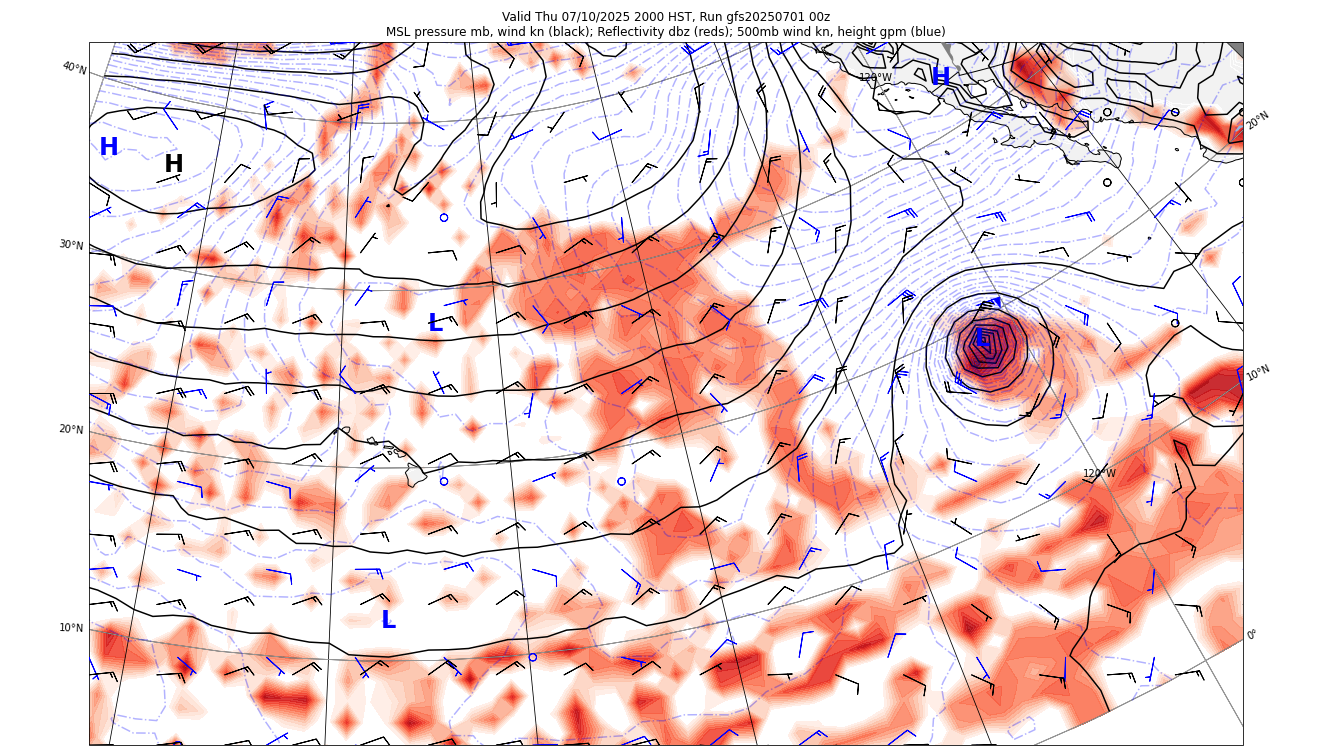 Valid Thu 07/10/2025 2000 HST, Run gfs20250701 00z
MSL pressure mb, wind kn (black); Reflectivity dbz (reds); 500mb wind kn, height gpm (blue)
40°N
120°W
H
20°N
H
H
30°N
L
L
10°N
20°N
120°W
L
10°N
0°